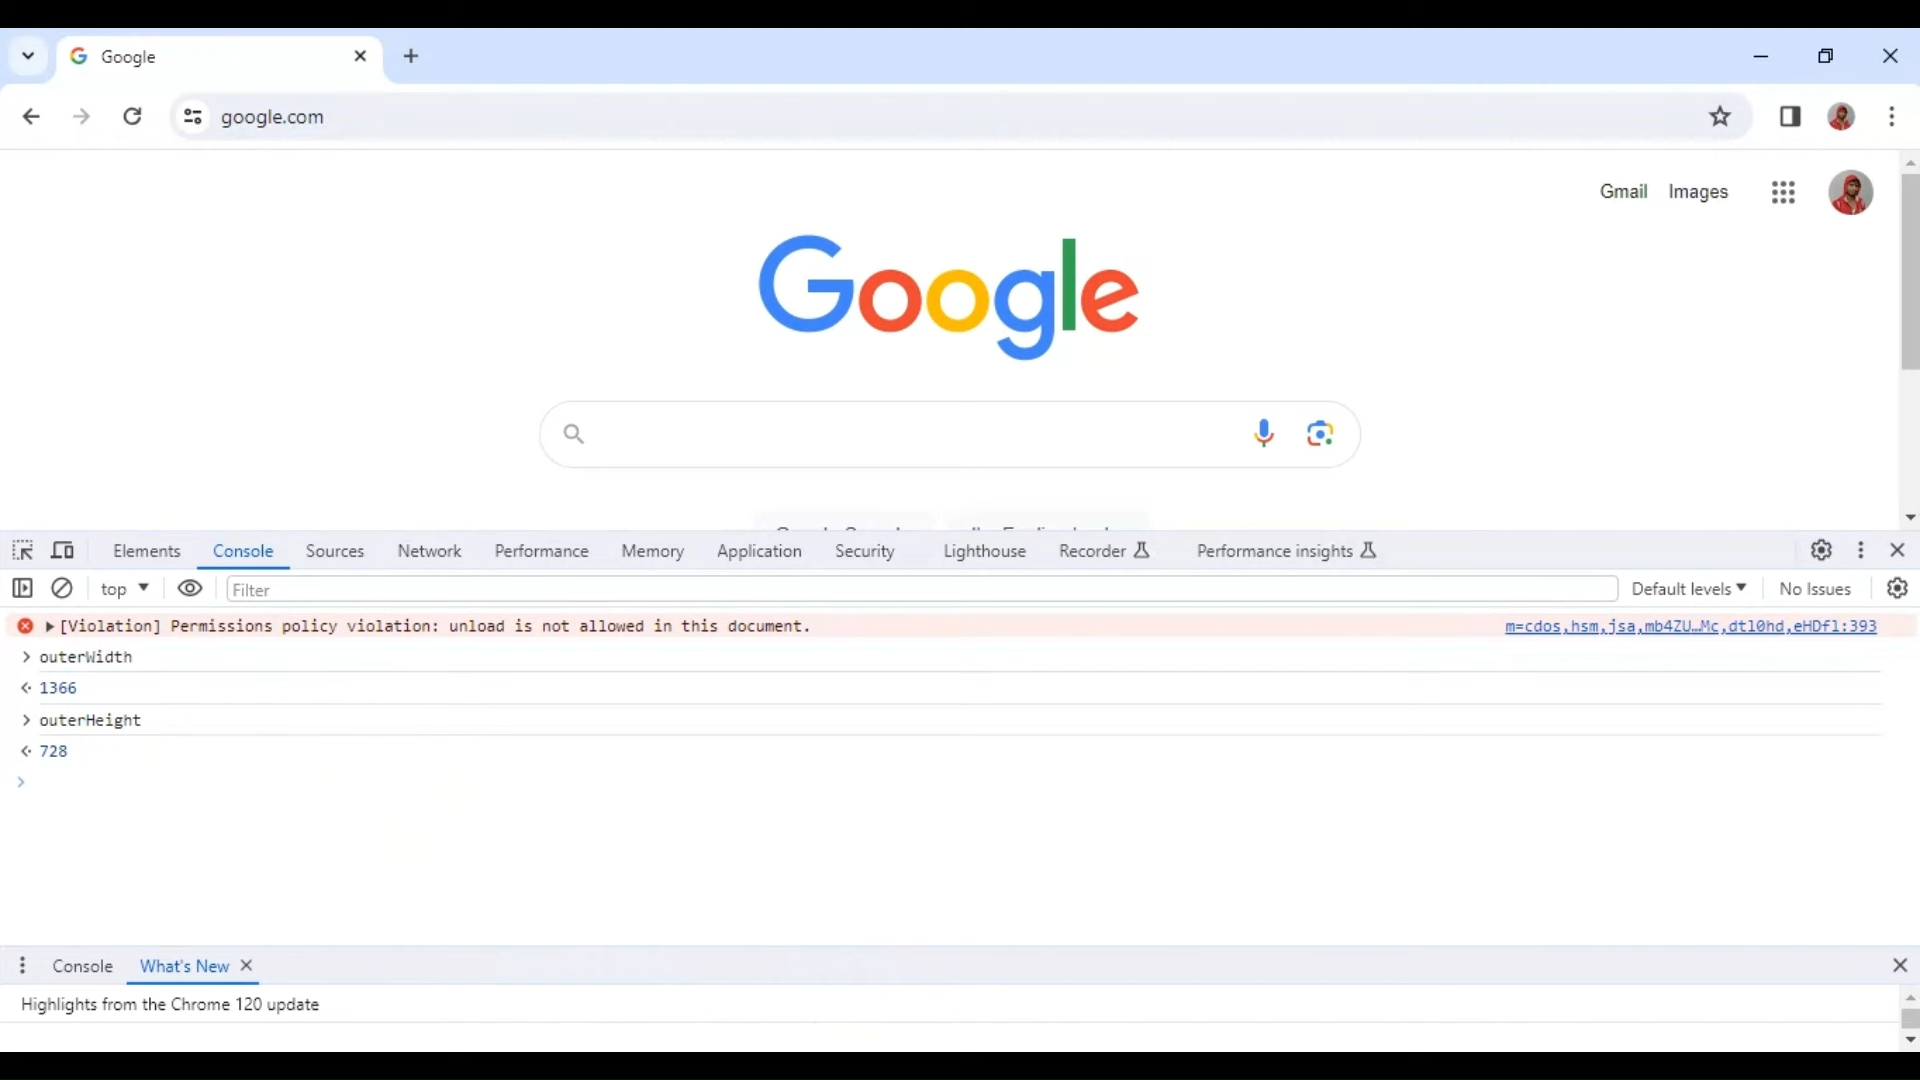 Google
google.com
Gmail Images
Google
Elements Console Sources Network Performance Memory Application Security Lighthouse Recorder Performance insights
top Filter Default levels No Issues
[Violation] Permissions policy violation: unload is not allowed in this document. m=cdos,hsm,jsa,mb4ZU…Mc,dtl0hd,eHDfl:393
outerWidth
1366
outerHeight
728
Console What's New
Highlights from the Chrome 120 update